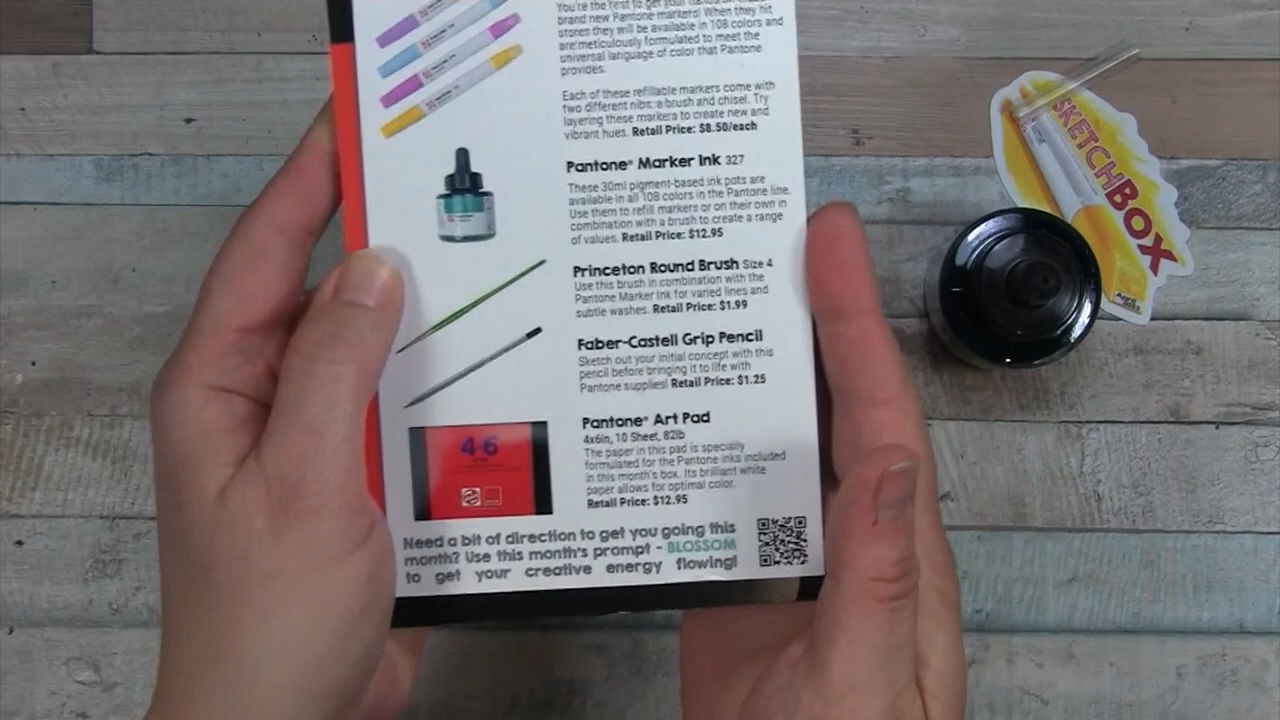 You're the first to get your hands on these
brand new Pantone markers! When they hit
stores they will be available in 108 colors and
are meticulously formulated to meet the
universal language of color that Pantone
provides.
Each of these refillable markers come with
two different nibs: a brush and chisel. Try
layering these markers to create new and
vibrant hues. Retail Price: $8.50/each
Pantone® Marker Ink 327
These 30ml pigment-based ink pots are
available in all 108 colors in the Pantone line.
Use them to refill markers or on their own in
combination with a brush to create a range
of values. Retail Price: $12.95
Princeton Round Brush Size 4
Use this brush in combination with the
Pantone Marker Ink for varied lines and
subtle washes. Retail Price: $1.99
Faber-Castell Grip Pencil
Sketch out your initial concept with this
pencil before bringing it to life with
Pantone supplies! Retail Price: $1.25
Pantone® Art Pad
4x6in, 10 Sheet, 82lb
The paper in this pad is specially
formulated for the Pantone inks included
in this month's box. Its brilliant white
paper allows for optimal color.
Retail Price: $12.95
4·6
Need a bit of direction to get you going this
month? Use this month's prompt - BLOSSOM
to get your creative energy flowing!
SKETCHBOX